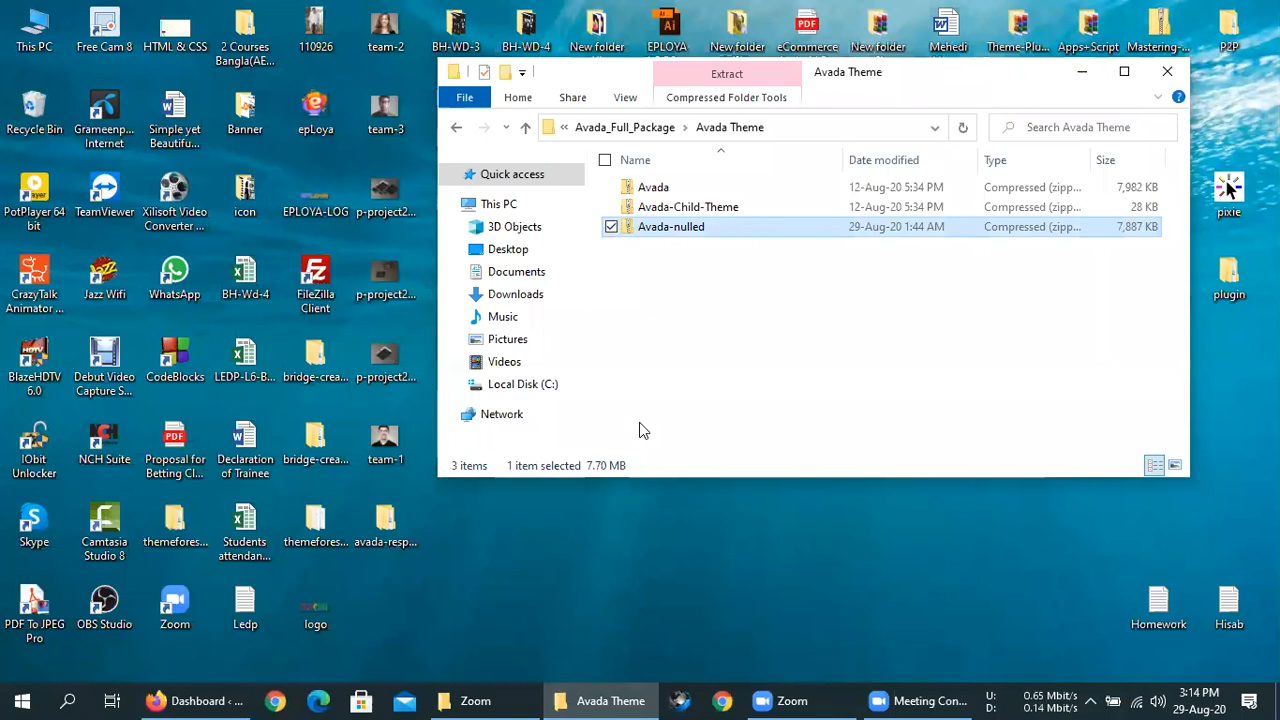 This PC
Free Cam 8
HTML & CSS
2 Courses
Bangla(AE...
110926
team-2
BH-WD-3
BH-WD-4
New folder
EPLOYA
New folder
eCommerce
New folder
Mehedi
Theme-Plu...
Apps+Script
Mastering-...
P2P
Recycle Bin
Grameenp...
Internet
Simple yet
Beautifu...
Banner
epLoya
team-3
PotPlayer 64
bit
TeamViewer
Xilisoft Video
Converter ...
icon
EPLOYA-LOG
p-project2...
CrazyTalk
Animator ...
Jazz Wifi
WhatsApp
BH-Wd-4
FileZilla
Client
p-project2...
BlazeHDTV
6.0
Debut Video
Capture S...
CodeBlocks
LEDP-L6-B...
bridge-crea...
p-project2...
IObit
Unlocker
NCH Suite
Proposal for
Betting Cl...
Declaration
of Trainee
bridge-crea...
team-1
Skype
Camtasia
Studio 8
themefores...
Students
attendan...
themefores...
avada-resp...
PDF To JPEG
Pro
OBS Studio
Zoom
Ledp
logo
Extract
Avada Theme
File
Home
Share
View
Compressed Folder Tools
« Avada_Full_Package > Avada Theme
Search Avada Theme
Quick access
This PC
3D Objects
Desktop
Documents
Downloads
Music
Pictures
Videos
Local Disk (C:)
Network
Name Date modified Type Size
Avada 12-Aug-20 5:34 PM Compressed (zipp... 7,982 KB
Avada-Child-Theme 12-Aug-20 5:34 PM Compressed (zipp... 28 KB
Avada-nulled 29-Aug-20 1:44 AM Compressed (zipp... 7,887 KB
3 items 1 item selected 7.70 MB
pixie
plugin
Homework
Hisab
Dashboard ‹ ...
Zoom
Avada Theme
Zoom
Meeting Con...
U: 0.65 Mbit/s
D: 0.14 Mbit/s
3:14 PM
29-Aug-20